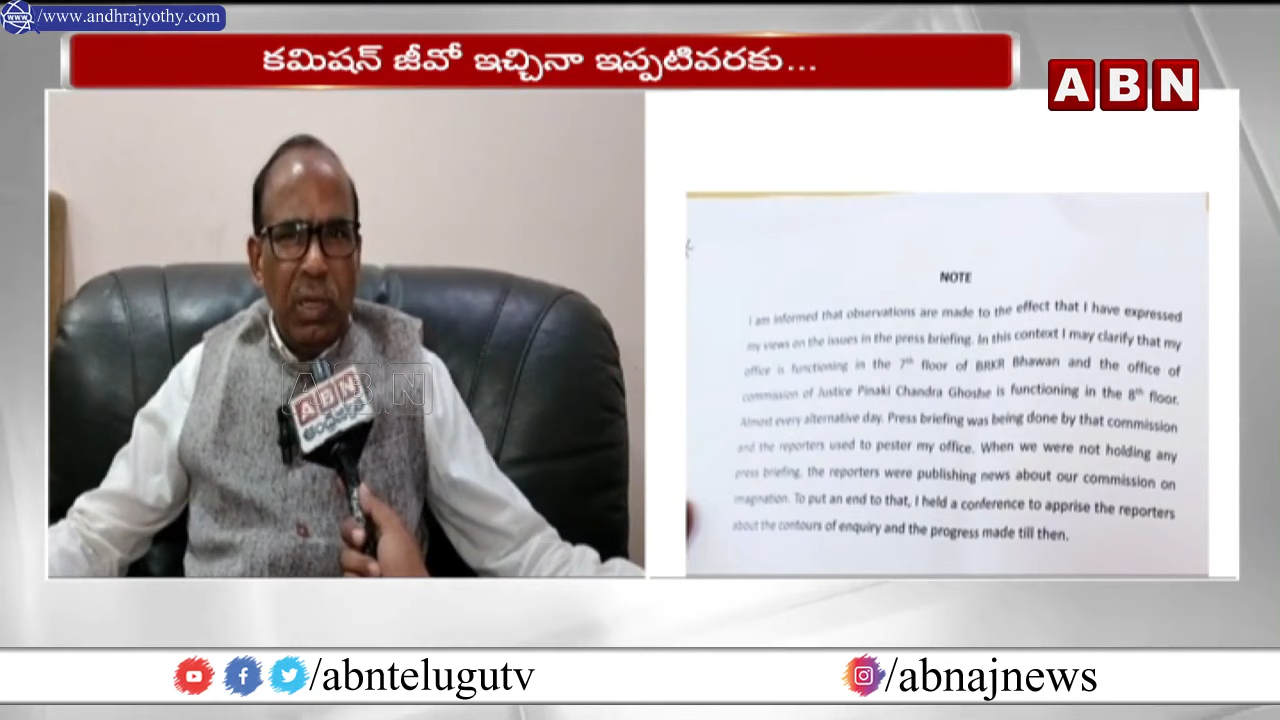 www.//www.andhrajyothy.com
కమిషన్ జీవో ఇచ్చినా ఇప్పటివరకు...
ABN
ABN
ABN
ఆంధ్రజ్యోతి
NOTE
I am informed that observations are made to the effect that I have expressed
my views on the issues in the press briefing. In this context I may clarify that my
office is functioning in the 7th floor of BRKR Bhawan and the office of
commission of Justice Pinaki Chandra Ghoshe is functioning in the 8th floor.
Almost every alternative day. Press briefing was being done by that commission
and the reporters used to pester my office. When we were not holding any
press briefing, the reporters were publishing news about our commission on
imagination. To put an end to that, I held a conference to apprise the reporters
about the contours of enquiry and the progress made till then.
/abntelugutv
/abnajnews